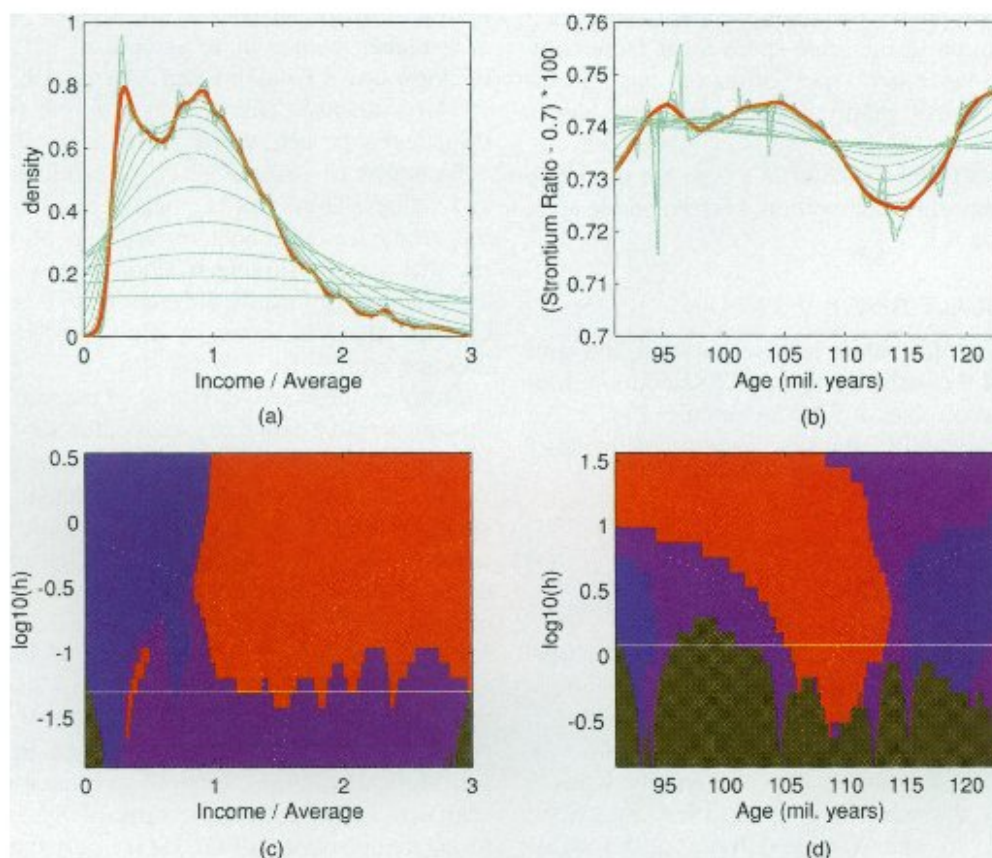 1
0.8
0.6
0.4
0.2
0
density
0 1 2 3
Income / Average
(a)
0.76
0.75
0.74
0.73
0.72
0.71
0.7
(Strontium Ratio - 0.7) * 100
95 100 105 110 115 120
Age (mil. years)
(b)
0.5
0
-0.5
-1
-1.5
log10(h)
0 1 2 3
Income / Average
(c)
1.5
1
0.5
0
-0.5
log10(h)
95 100 105 110 115 120
Age (mil. years)
(d)